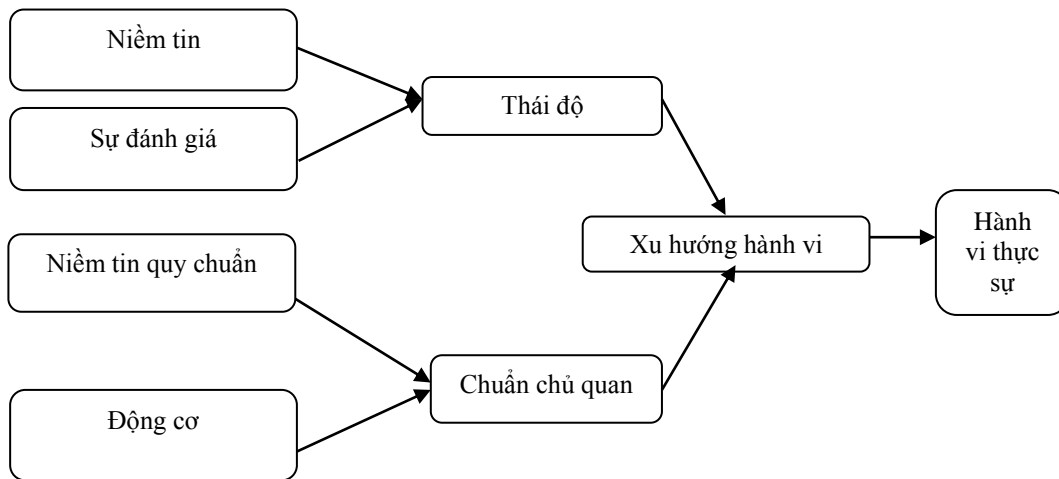 Niềm tin
Sự đánh giá
Thái độ
Niềm tin quy chuẩn
Động cơ
Chuẩn chủ quan
Xu hướng hành vi
Hành
vi thực
sự